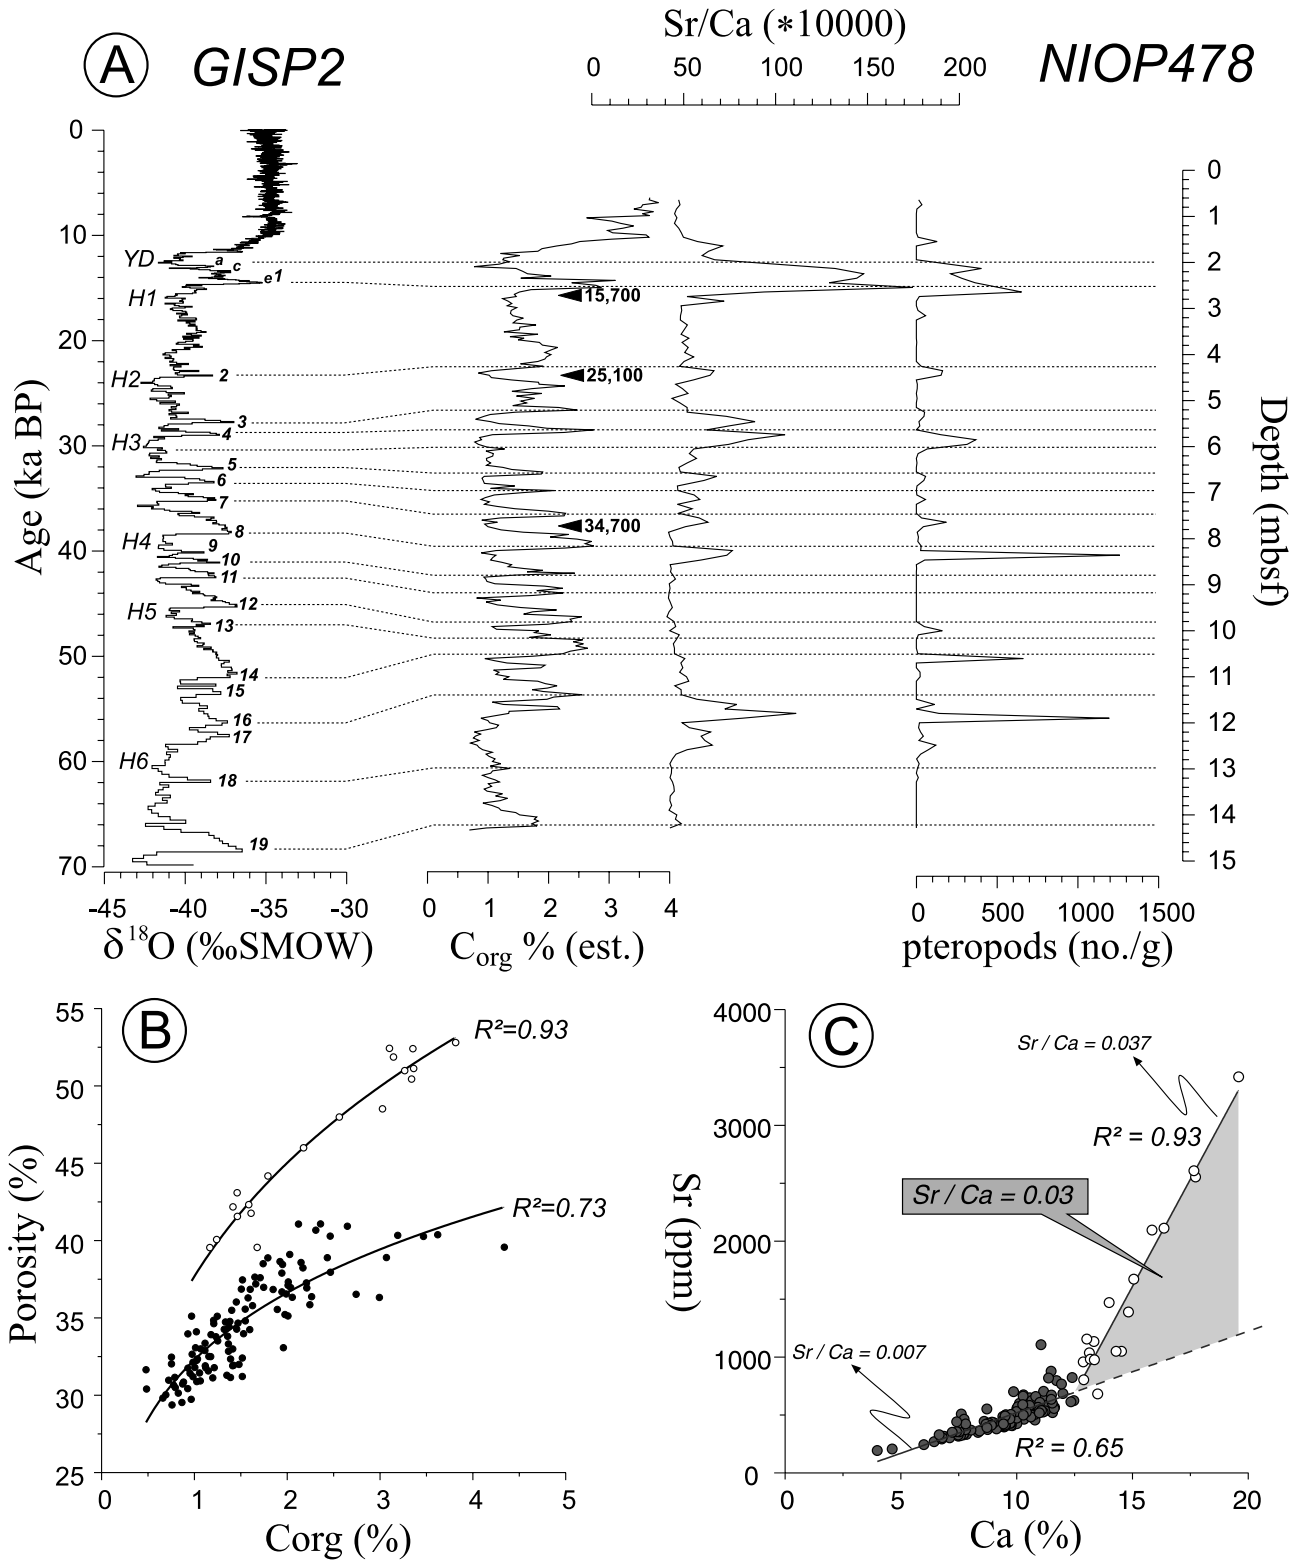 Sr/Ca (*10000)
A GISP2 NIOP478
0 50 100 150 200
0
10
20
30
40
50
60
70
Age (ka BP)
YD
H1
H2
H3
H4
H5
H6
a
c
e1
2
3
4
5
6
7
8
9
10
11
12
13
14
15
16
17
18
19
15,700
25,100
34,700
0
1
2
3
4
5
6
7
8
9
10
11
12
13
14
15
Depth (mbsf)
-45 -40 -35 -30
δ18O (‰SMOW)
0 1 2 3 4
Corg % (est.)
0 500 1000 1500
pteropods (no./g)
B
55
50
45
40
35
30
25
Porosity (%)
R²=0.93
R²=0.73
0 1 2 3 4 5
Corg (%)
C
4000
3000
2000
1000
0
Sr (ppm)
Sr / Ca = 0.037
R² = 0.93
Sr / Ca = 0.03
Sr / Ca = 0.007
R² = 0.65
0 5 10 15 20
Ca (%)